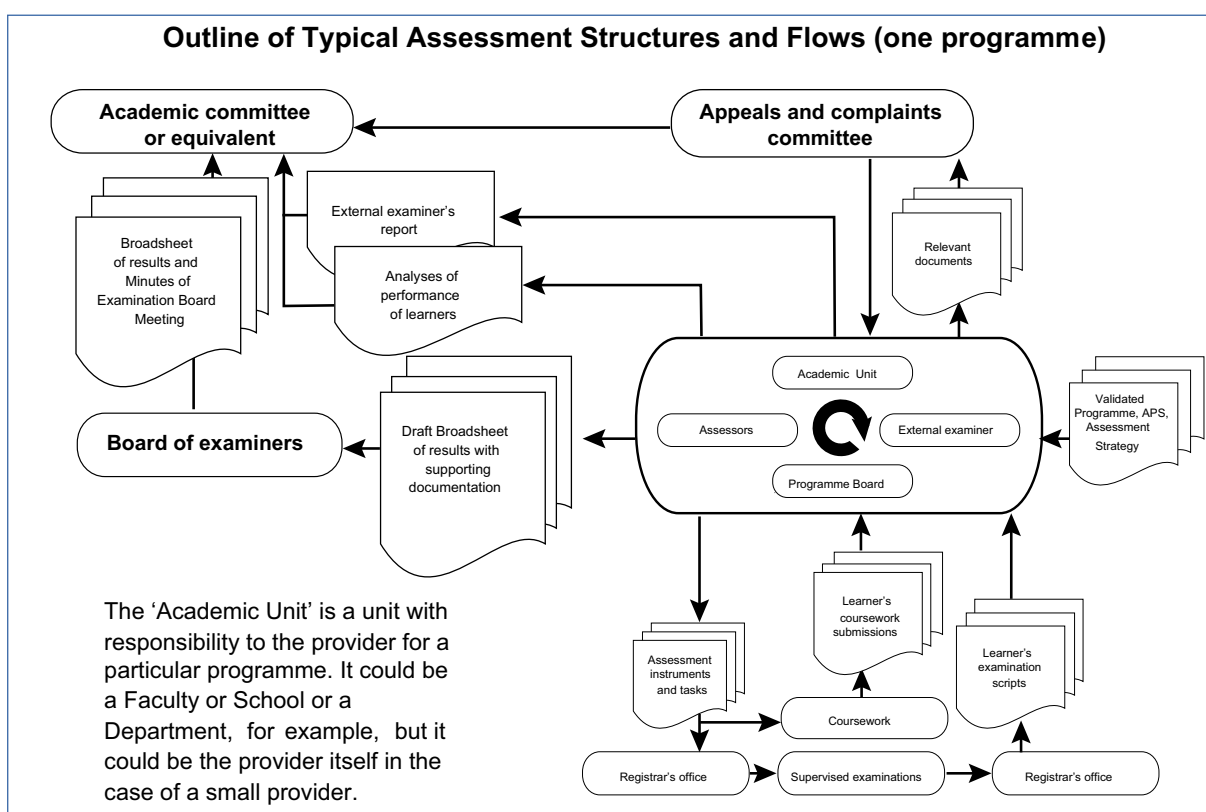 Outline of Typical Assessment Structures and Flows (one programme)
Academic committee
or equivalent
Appeals and complaints
committee
External examiner's
report
Broadsheet
of results and
Minutes of
Examination Board
Meeting
Relevant
documents
Analyses of
performance
of learners
Academic Unit
Assessors
External examiner
Programme Board
Validated
Programme, APS,
Assessment
Strategy
Board of examiners
Draft Broadsheet
of results with
supporting
documentation
The ‘Academic Unit’ is a unit with
responsibility to the provider for a
particular programme. It could be
a Faculty or School or a
Department, for example, but it
could be the provider itself in the
case of a small provider.
Assessment
instruments
and tasks
Learner's
coursework
submissions
Learner's
examination
scripts
Coursework
Registrar's office
Supervised examinations
Registrar's office